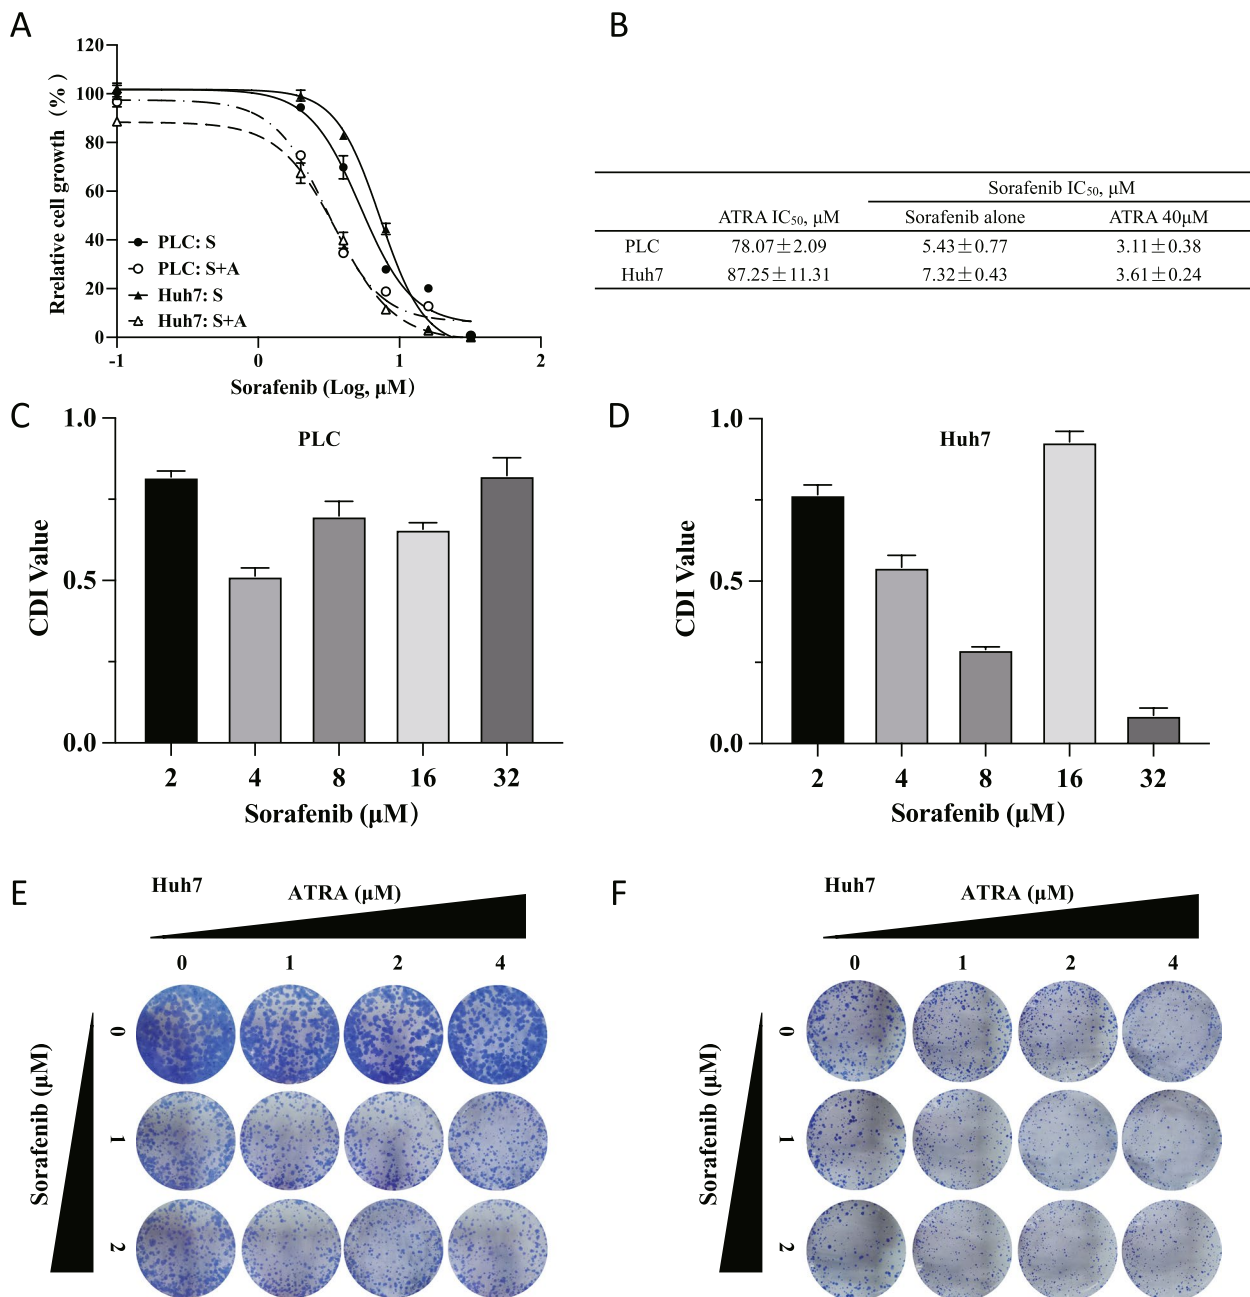 A
120
100
80
60
40
20
0
Rrelative cell growth (%)
PLC: S
PLC: S+A
Huh7: S
Huh7: S+A
-1 0 1 2
Sorafenib (Log, μM)
B
Sorafenib IC50, μM
ATRA IC50, μM Sorafenib alone ATRA 40μM
PLC 78.07±2.09 5.43±0.77 3.11±0.38
Huh7 87.25±11.31 7.32±0.43 3.61±0.24
C
PLC
1.0
0.5
0.0
CDI Value
2 4 8 16 32
Sorafenib (μM)
D
Huh7
1.0
0.5
0.0
CDI Value
2 4 8 16 32
Sorafenib (μM)
E
Huh7
ATRA (μM)
0 1 2 4
Sorafenib (μM)
0
1
2
F
Huh7
ATRA (μM)
0 1 2 4
Sorafenib (μM)
0
1
2